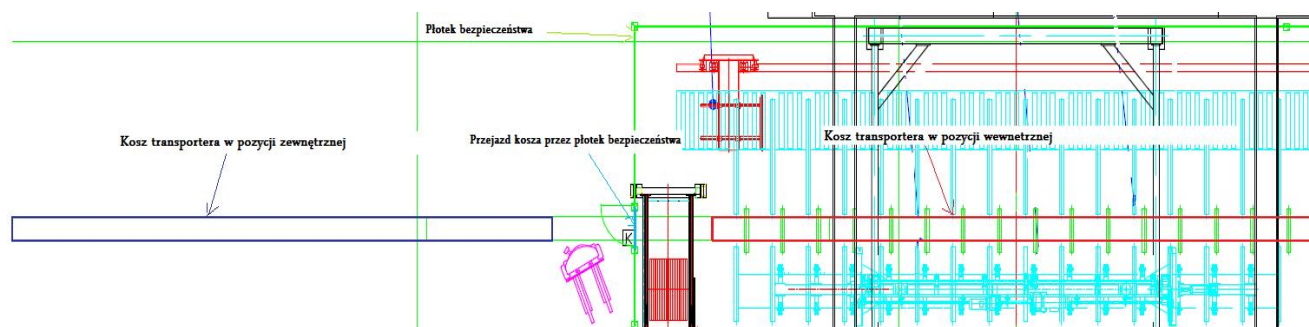 Płotek bezpieczeństwa
Kosz transportera w pozycji zewnętrznej
Przejazd kosza przez płotek bezpieczeństwa
Kosz transportera w pozycji wewnetrznej
K